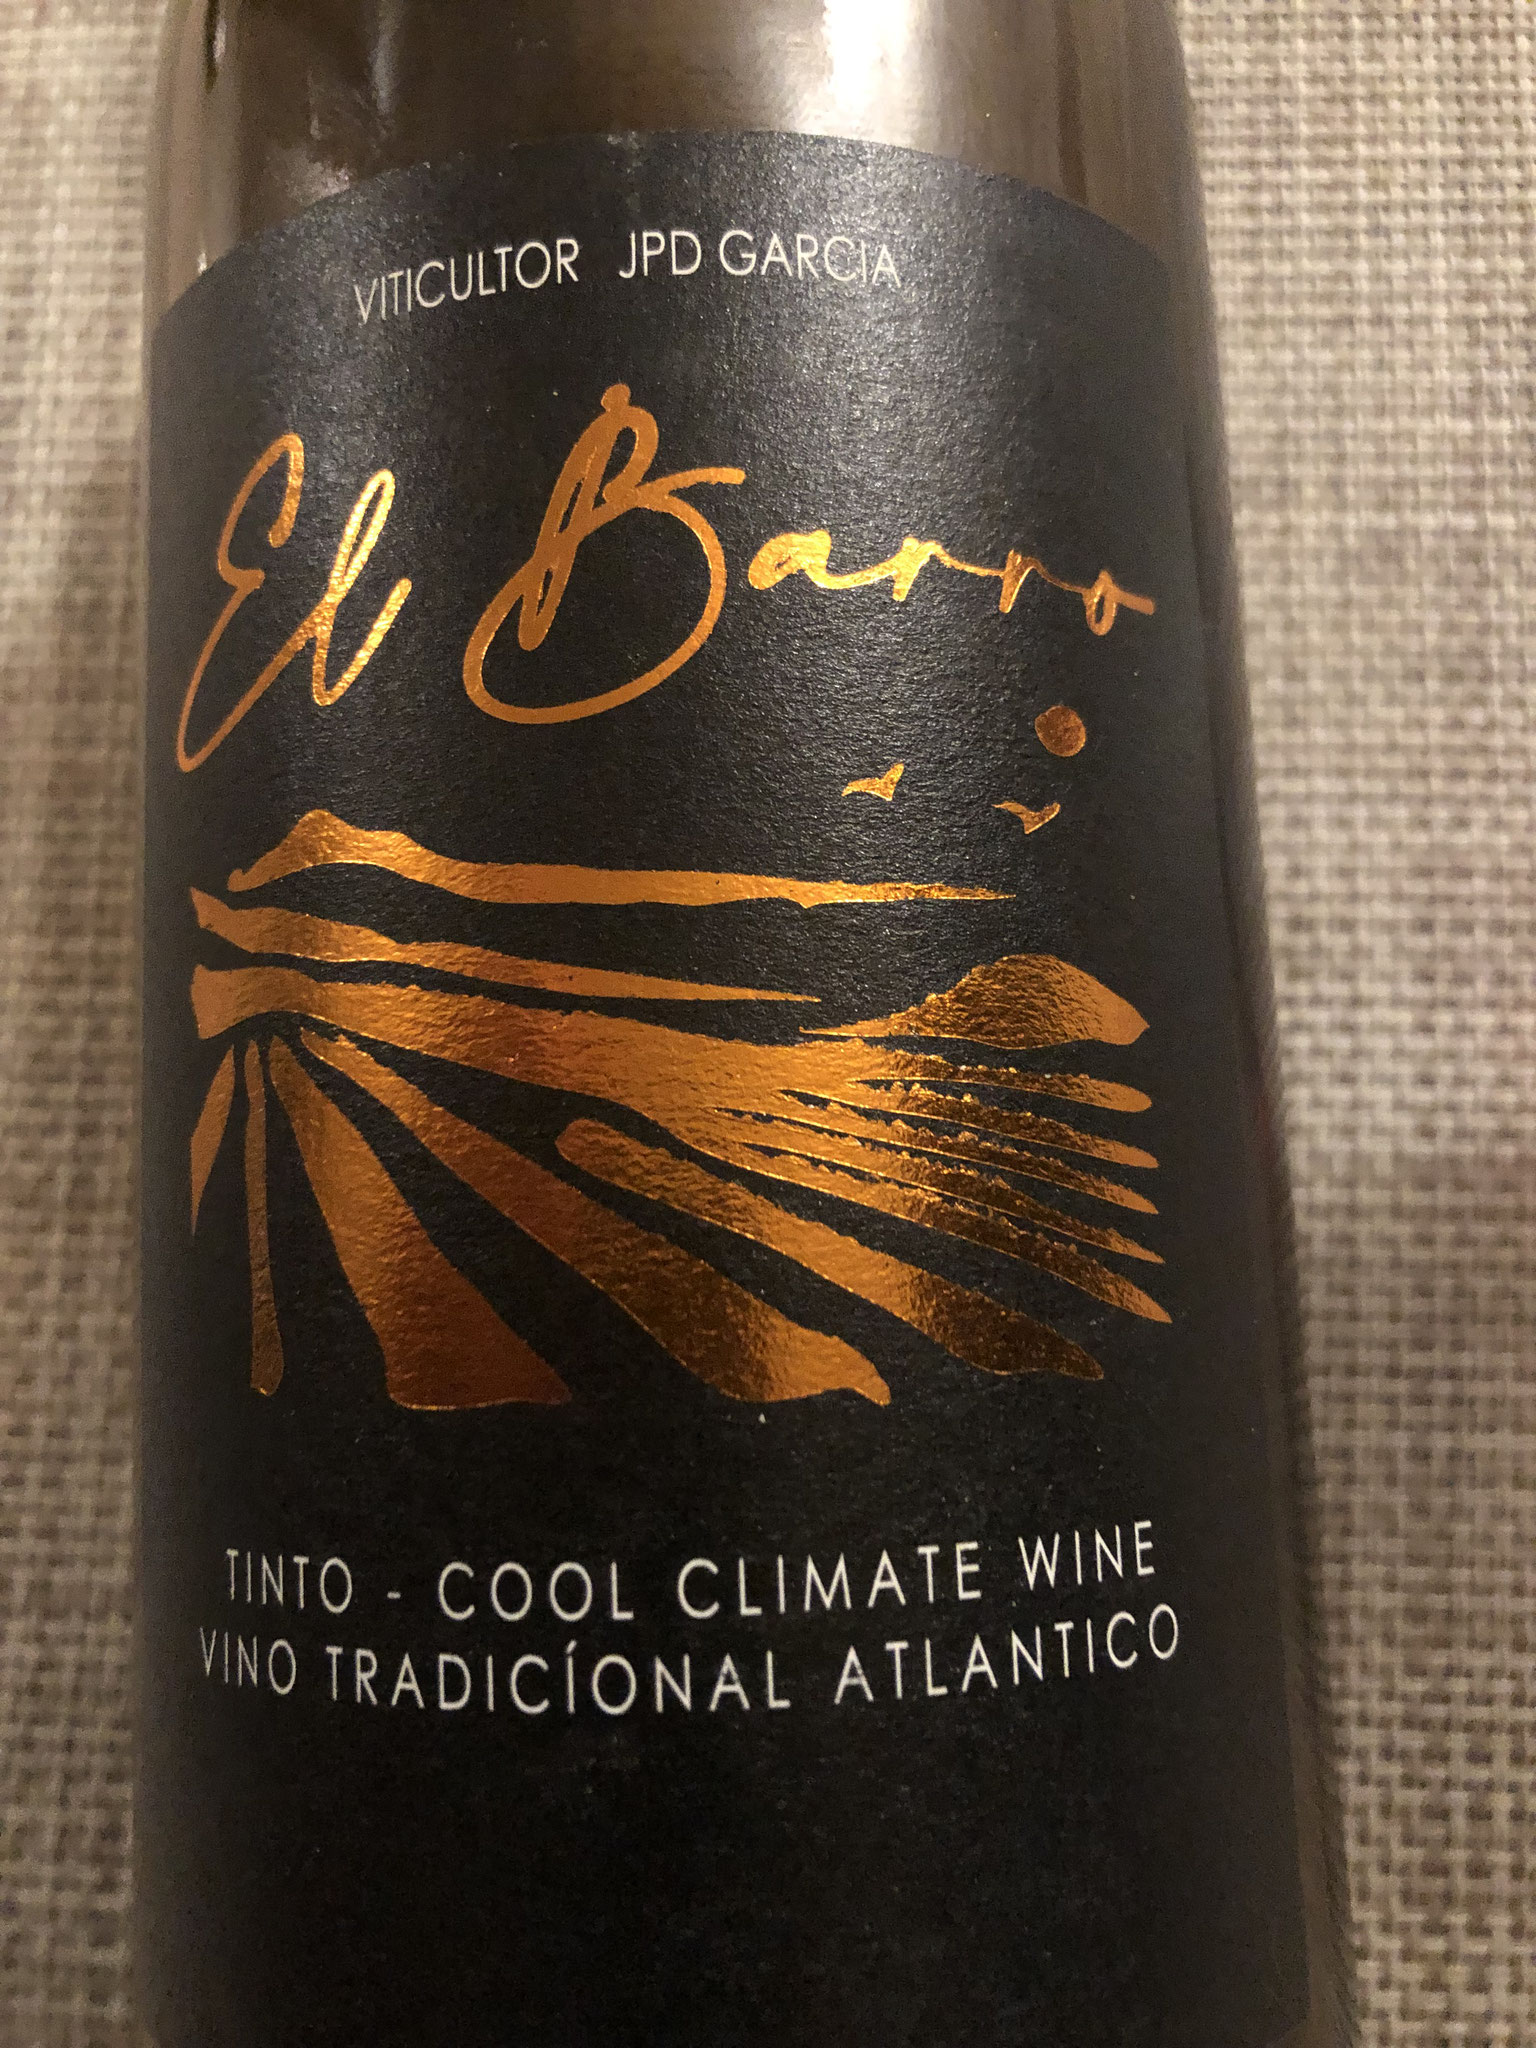 VITICULTOR JPD GARCIA
El Barro
TINTO - COOL CLIMATE WINE
VINO TRADICÍONAL ATLANTICO